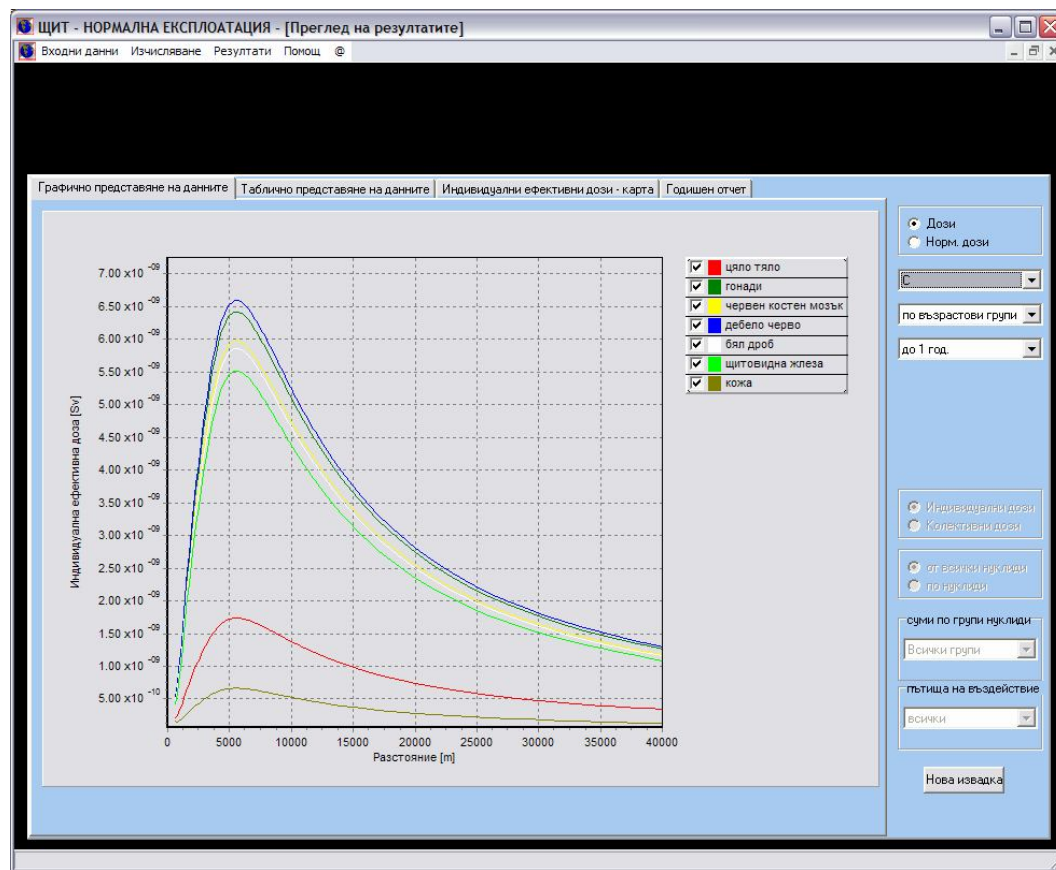 ЩИТ - НОРМАЛНА ЕКСПЛОАТАЦИЯ - [Преглед на резултатите]
Входни данни Изчисляване Резултати Помощ @
Графично представяне на данните Таблично представяне на данните Индивидуални ефективни дози - карта Годишен отчет
Индивидуална ефективна доза [Sv]
7.00 x10 -09
6.50 x10 -09
6.00 x10 -09
5.50 x10 -09
5.00 x10 -09
4.50 x10 -09
4.00 x10 -09
3.50 x10 -09
3.00 x10 -09
2.50 x10 -09
2.00 x10 -09
1.50 x10 -09
1.00 x10 -09
5.00 x10 -10
0 5000 10000 15000 20000 25000 30000 35000 40000
Разстояние [m]
цяло тяло
гонади
червен костен мозък
дебело черво
бял дроб
щитовидна жлеза
кожа
Дози
Норм. дози
C
по възрастови групи
до 1 год.
Индивидуални дози
Колективни дози
от всички нуклиди
по нуклиди
суми по групи нуклиди
Всички групи
пътища на въздействие
всички
Нова извадка